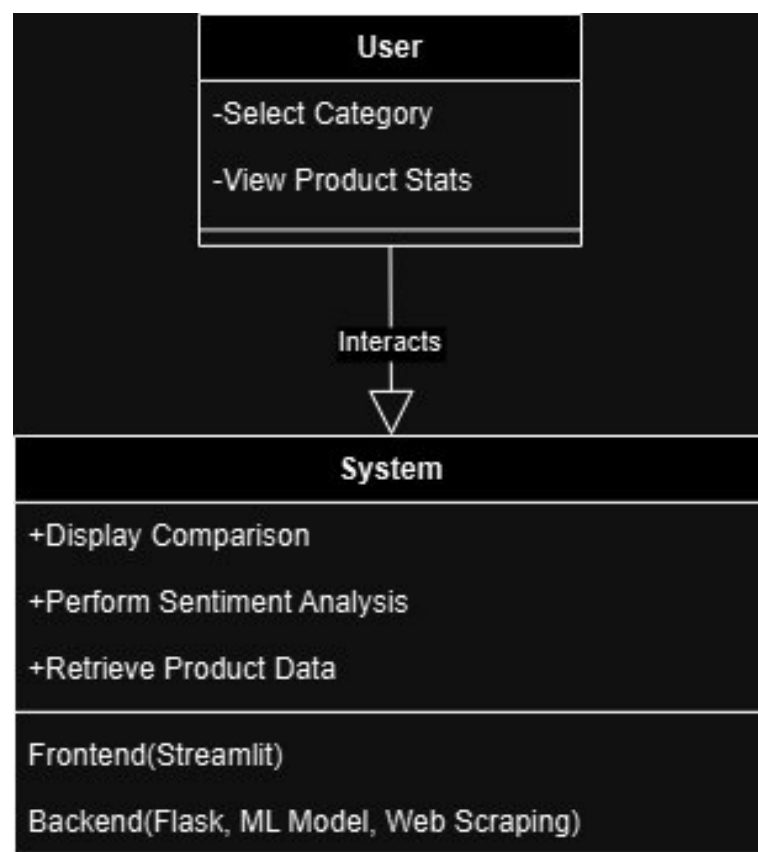 User
-Select Category
-View Product Stats
Interacts
System
+Display Comparison
+Perform Sentiment Analysis
+Retrieve Product Data
Frontend(Streamlit)
Backend(Flask, ML Model, Web Scraping)